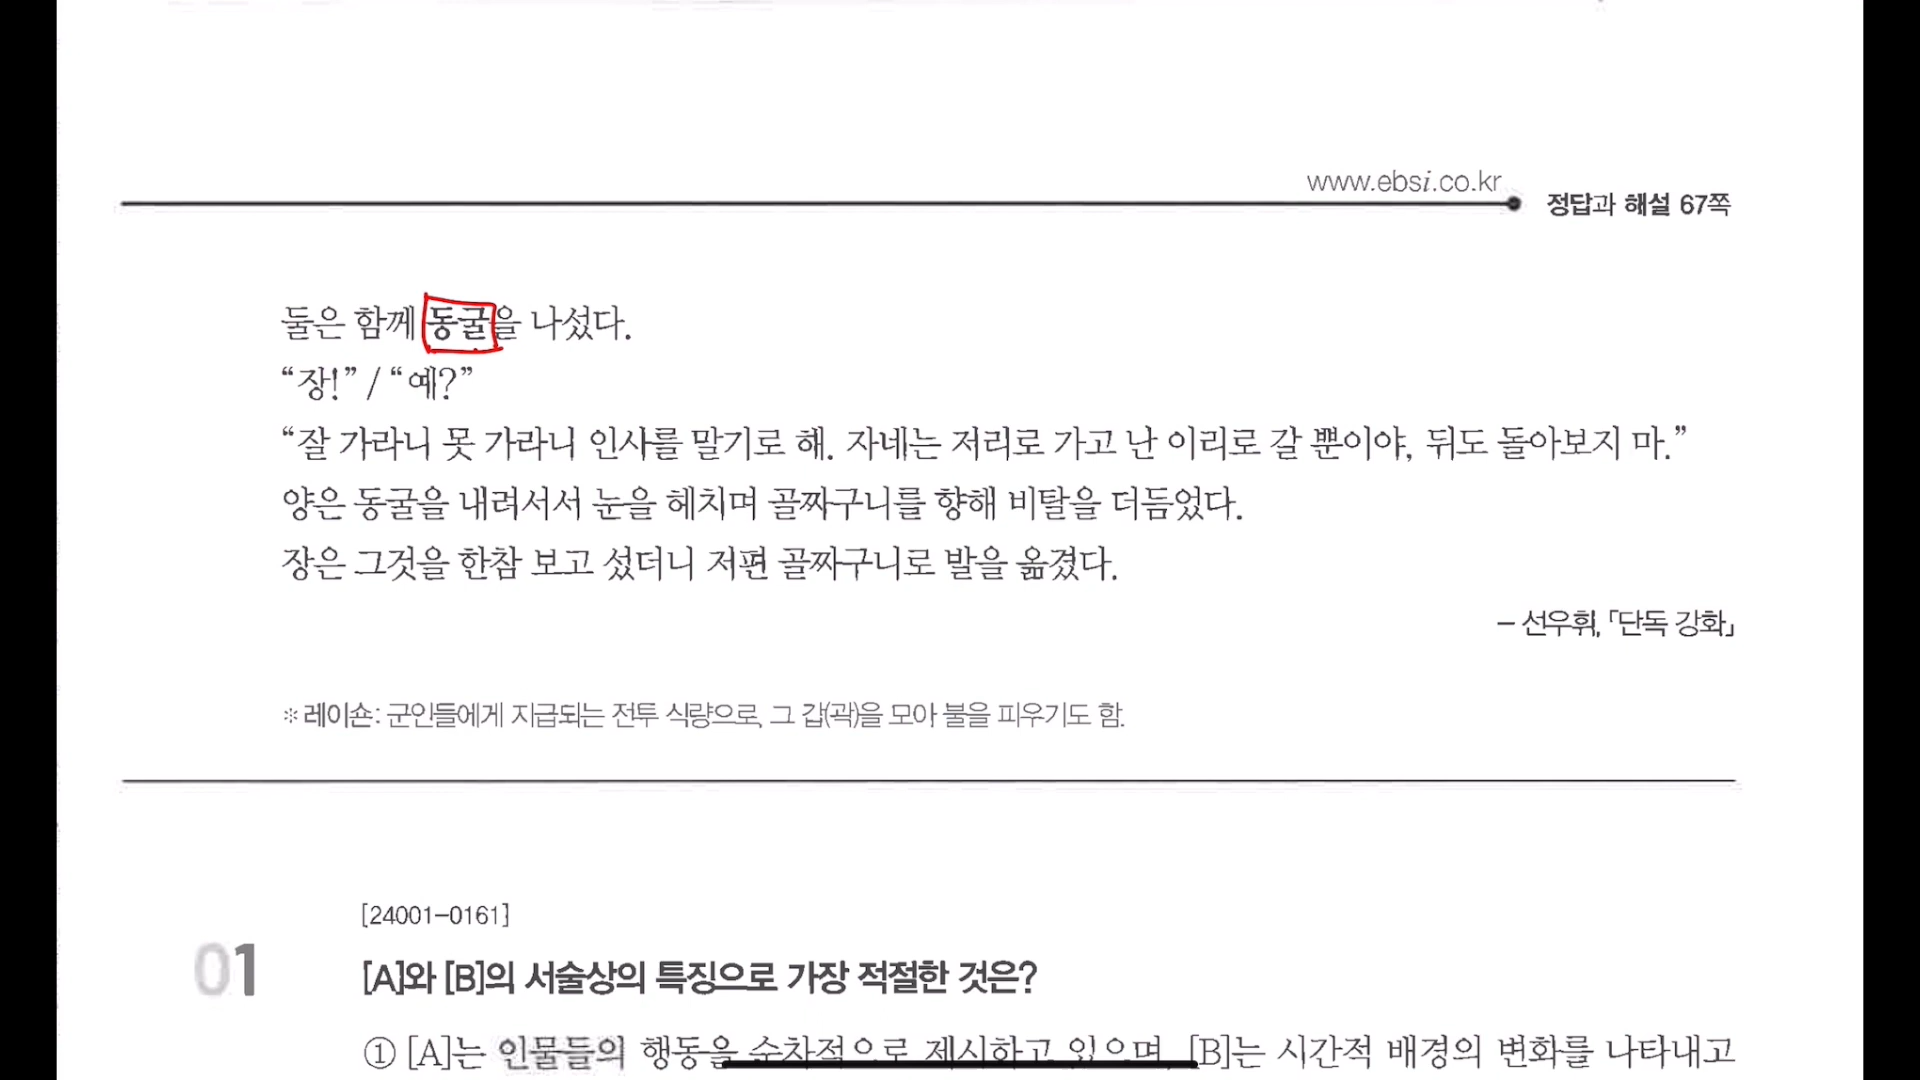 www.ebsi.co.kr
정답과 해설 67쪽
둘은 함께 동굴을 나섰다.
“장!” / “예?”
“잘 가라니 못 가라니 인사를 말기로 해. 자네는 저리로 가고 난 이리로 갈 뿐이야, 뒤도 돌아보지 마.”
양은 동굴을 내려서서 눈을 헤치며 골짜구니를 향해 비탈을 더듬었다.
장은 그것을 한참 보고 섰더니 저편 골짜구니로 발을 옮겼다.
– 선우휘, 「단독 강화」
※ 레이숀: 군인들에게 지급되는 전투 식량으로, 그 갑(곽)을 모아 불을 피우기도 함.
[24001-0161]
01
[A]와 [B]의 서술상의 특징으로 가장 적절한 것은?
① [A]는 인물들의 행동을 순차적으로 제시하고 있으며, [B]는 시간적 배경의 변화를 나타내고